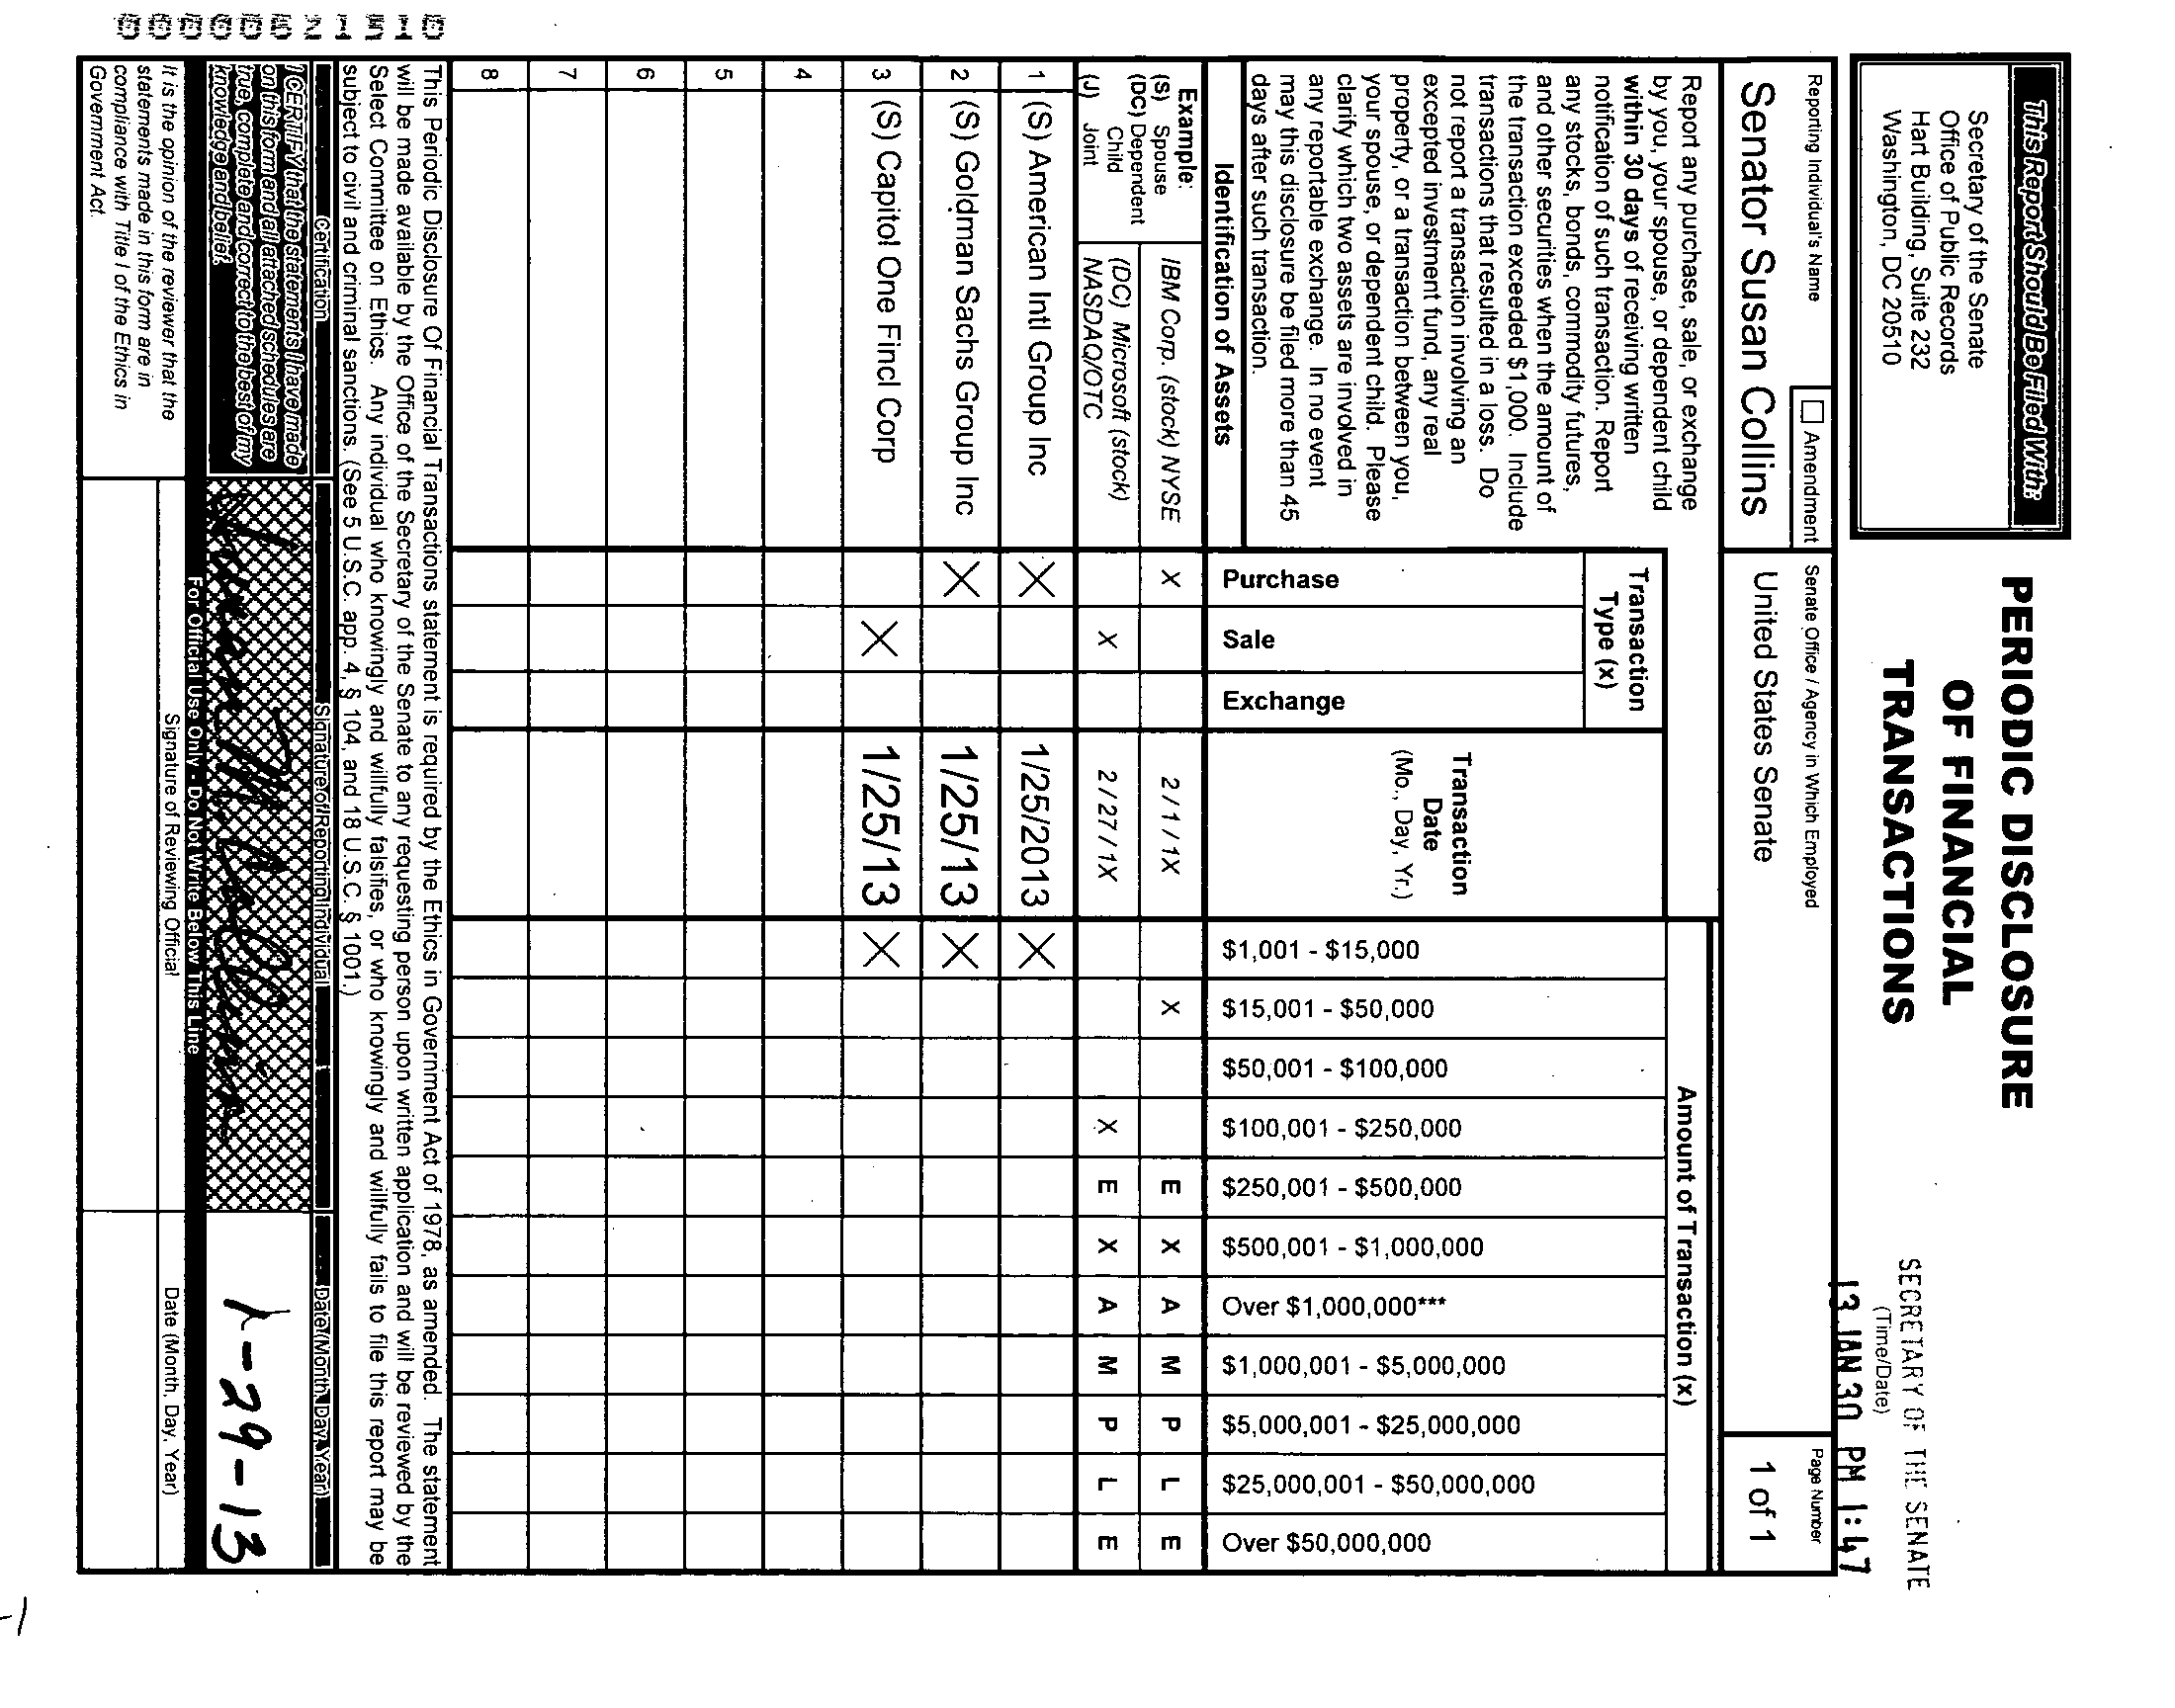 This Report Should Be Filed With:
Secretary of the Senate
Office of Public Records
Hart Building, Suite 232
Washington, DC 20510
PERIODIC DISCLOSURE
OF FINANCIAL
TRANSACTIONS
SECRETARY OF THE SENATE
(Time/Date)
13 JAN 30 PM 1:47
Reporting Individual's Name
Amendment
Senate Office / Agency in Which Employed
Page Number
Senator Susan Collins
United States Senate
1 of 1
Report any purchase, sale, or exchange
by you, your spouse, or dependent child
within 30 days of receiving written
notification of such transaction. Report
any stocks, bonds, commodity futures,
and other securities when the amount of
the transaction exceeded $1,000. Include
transactions that resulted in a loss. Do
not report a transaction involving an
excepted investment fund, any real
property, or a transaction between you,
your spouse, or dependent child. Please
clarify which two assets are involved in
any reportable exchange. In no event
may this disclosure be filed more than 45
days after such transaction.
Identification of Assets
Transaction
Type (x)
Purchase
Sale
Exchange
Transaction
Date
(Mo., Day, Yr.)
Amount of Transaction (x)
$1,001 - $15,000
$15,001 - $50,000
$50,001 - $100,000
$100,001 - $250,000
$250,001 - $500,000
$500,001 - $1,000,000
Over $1,000,000***
$1,000,001 - $5,000,000
$5,000,001 - $25,000,000
$25,000,001 - $50,000,000
Over $50,000,000
Example:
(S) Spouse
(DC) Dependent
Child
(J) Joint
IBM Corp. (stock) NYSE X 2 / 1 / 1X X E X A M P L E
(DC) Microsoft (stock)
NASDAQ/OTC X 2 / 27 / 1X X E X A M P L E
1 (S) American Intl Group Inc X 1/25/2013 X
2 (S) Goldman Sachs Group Inc X 1/25/13 X
3 (S) Capitol One Fincl Corp X 1/25/13 X
4
5
6
7
8
This Periodic Disclosure Of Financial Transactions statement is required by the Ethics in Government Act of 1978, as amended. The statement
will be made available by the Office of the Secretary of the Senate to any requesting person upon written application and will be reviewed by the
Select Committee on Ethics. Any individual who knowingly and willfully falsifies, or who knowingly and willfully fails to file this report may be
subject to civil and criminal sanctions. (See 5 U.S.C. app. 4, § 104, and 18 U.S.C. § 1001.)
Certification
Signature of Reporting Individual
Date (Month, Day, Year)
I CERTIFY that the statements I have made
on this form and all attached schedules are
true, complete and correct to the best of my
knowledge and belief.
1-29-13
For Official Use Only - Do Not Write Below This Line
It is the opinion of the reviewer that the
statements made in this form are in
compliance with Title I of the Ethics in
Government Act.
Signature of Reviewing Official
Date (Month, Day, Year)